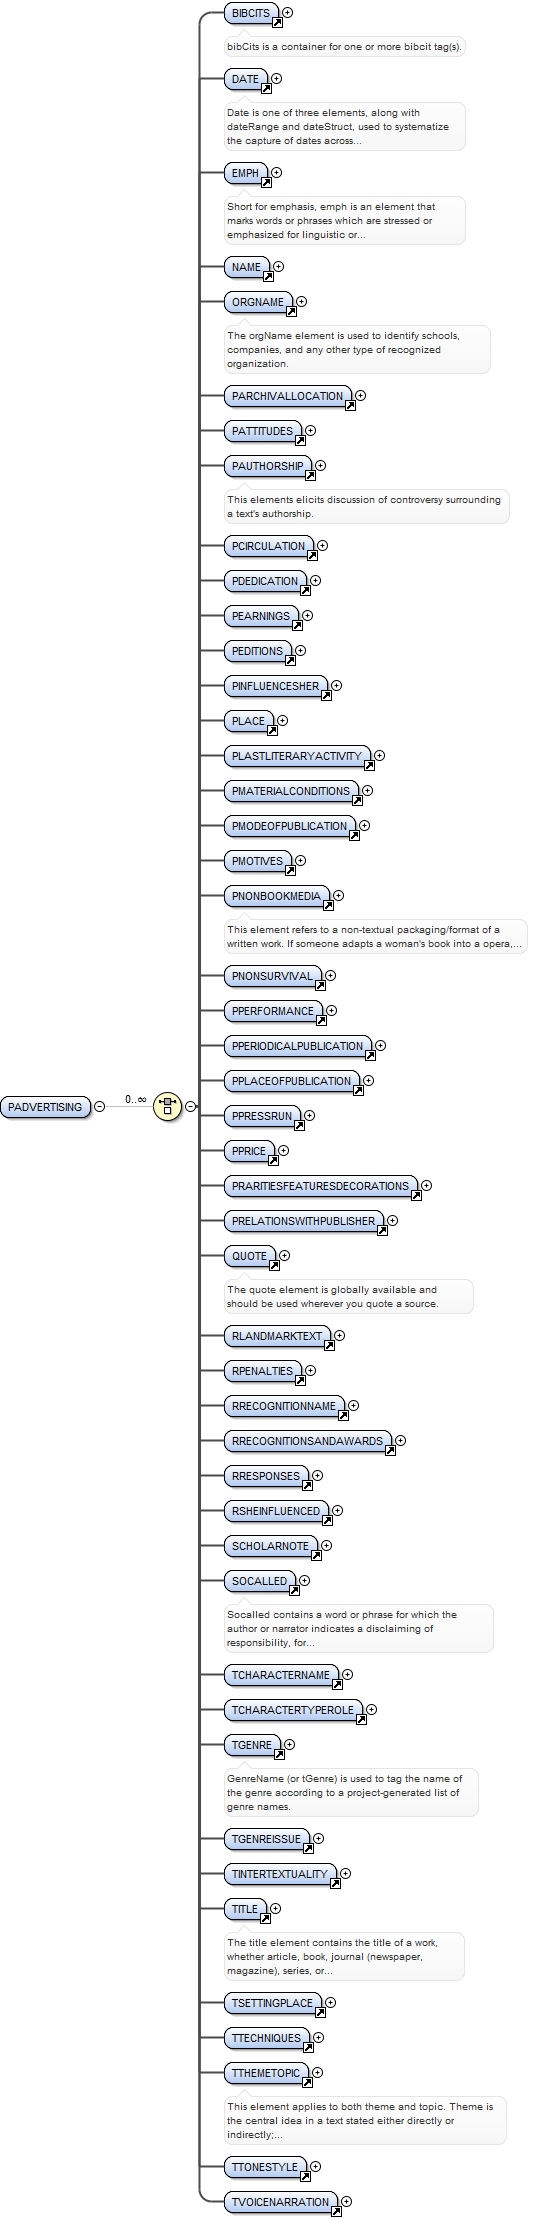 BIBCITS
bibCits is a container for one or more bibcit tag(s).
DATE
Date is one of three elements, along with
dateRange and dateStruct, used to systematize
the capture of dates across...
EMPH
Short for emphasis, emph is an element that
marks words or phrases which are stressed or
emphasized for linguistic or...
NAME
ORGNAME
The orgName element is used to identify schools,
companies, and any other type of recognized
organization.
PARCHIVALLOCATION
PATTITUDES
PAUTHORSHIP
This elements elicits discussion of controversy surrounding
a text's authorship.
PCIRCULATION
PDEDICATION
PEARNINGS
PEDITIONS
PINFLUENCESHER
PLACE
PLASTLITERARYACTIVITY
PMATERIALCONDITIONS
PMODEOFPUBLICATION
PMOTIVES
PNONBOOKMEDIA
This element refers to a non-textual packaging/format of a
written work. If someone adapts a woman's book into a opera,...
PNONSURVIVAL
PPERFORMANCE
PPERIODICALPUBLICATION
PPLACEOFPUBLICATION
PADVERTISING
0..∞
PPRESSRUN
PPRICE
PRARITIESFEATURESDECORATIONS
PRELATIONSWITHPUBLISHER
QUOTE
The quote element is globally available and
should be used wherever you quote a source.
RLANDMARKTEXT
RPENALTIES
RRECOGNITIONNAME
RRECOGNITIONSANDAWARDS
RRESPONSES
RSHEINFLUENCED
SCHOLARNOTE
SOCALLED
Socalled contains a word or phrase for which the
author or narrator indicates a disclaiming of
responsibility, for...
TCHARACTERNAME
TCHARACTERTYPEROLE
TGENRE
GenreName (or tGenre) is used to tag the name of
the genre according to a project-generated list of
genre names.
TGENREISSUE
TINTERTEXTUALITY
TITLE
The title element contains the title of a work,
whether article, book, journal (newspaper,
magazine), series, or...
TSETTINGPLACE
TTECHNIQUES
TTHEMETOPIC
This element applies to both theme and topic. Theme is
the central idea in a text stated either directly or
indirectly;...
TTONESTYLE
TVOICENARRATION